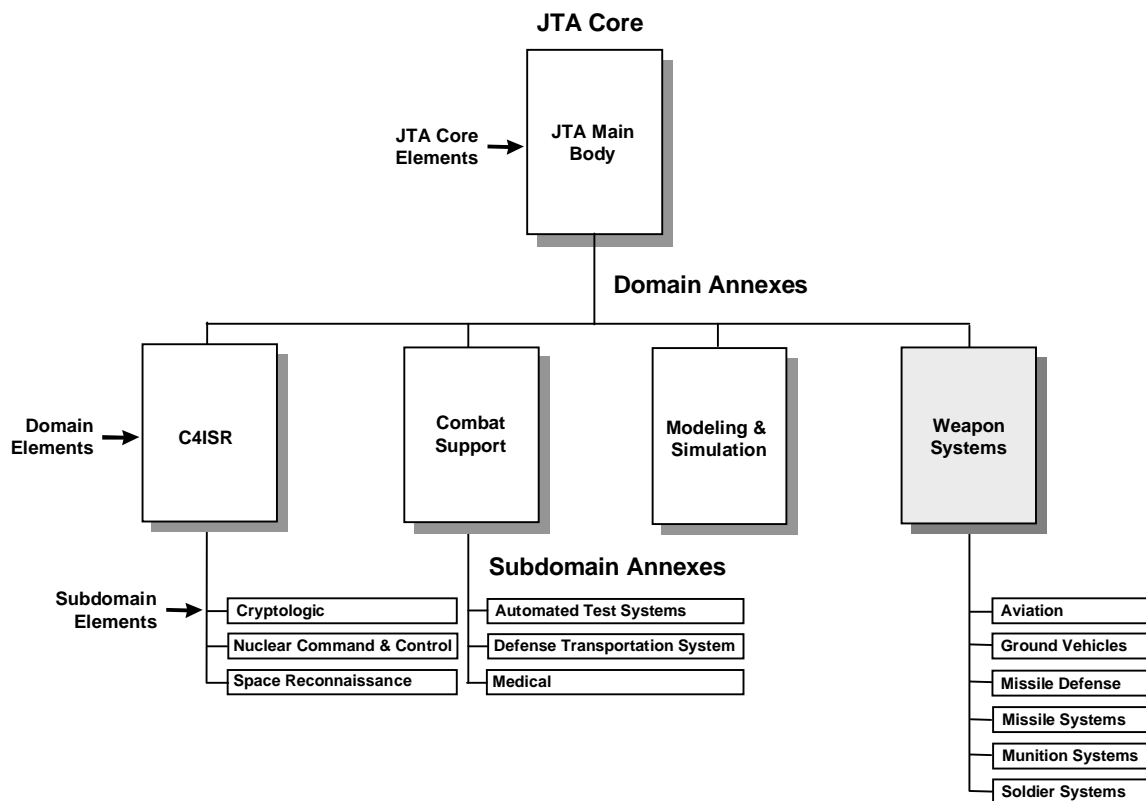 JTA Core
JTA Core
Elements
JTA Main
Body
Domain Annexes
Domain
Elements
C4ISR
Combat
Support
Modeling &
Simulation
Weapon
Systems
Subdomain Annexes
Subdomain
Elements
Cryptologic
Nuclear Command & Control
Space Reconnaissance
Automated Test Systems
Defense Transportation System
Medical
Aviation
Ground Vehicles
Missile Defense
Missile Systems
Munition Systems
Soldier Systems